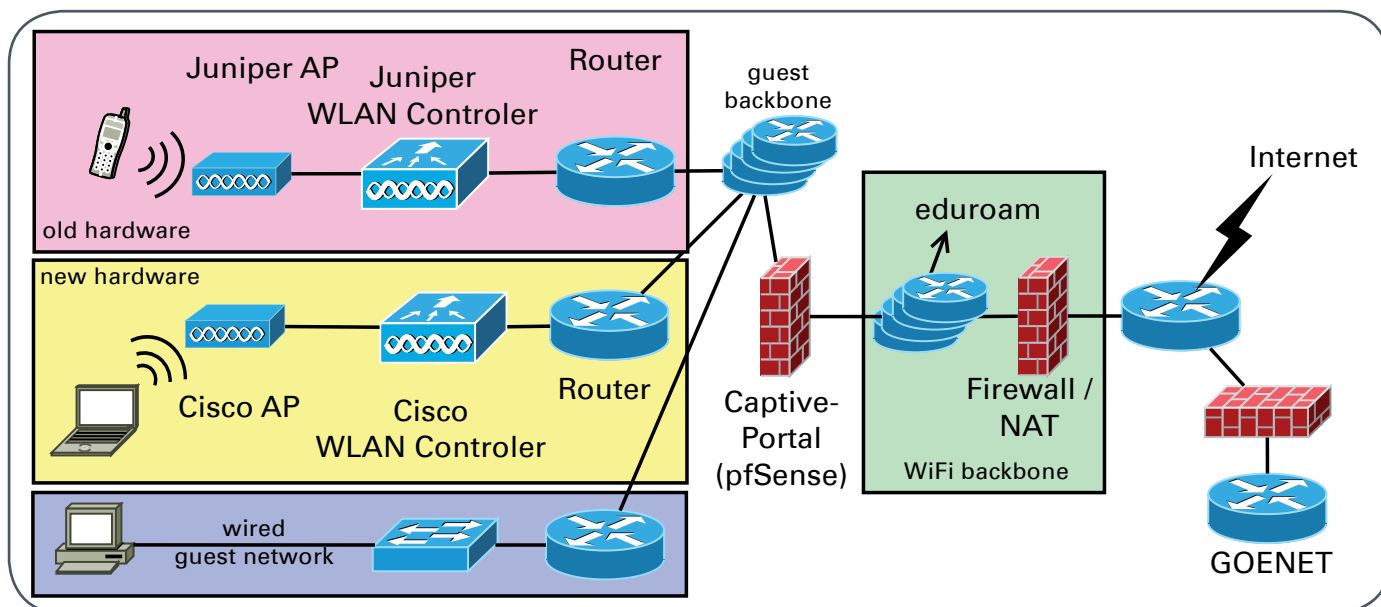 Juniper AP
Juniper
WLAN Controler
Router
old hardware
guest
backbone
new hardware
Cisco AP
Cisco
WLAN Controler
Router
wired
guest network
Captive-
Portal
(pfSense)
eduroam
Firewall /
NAT
WiFi backbone
Internet
GOENET